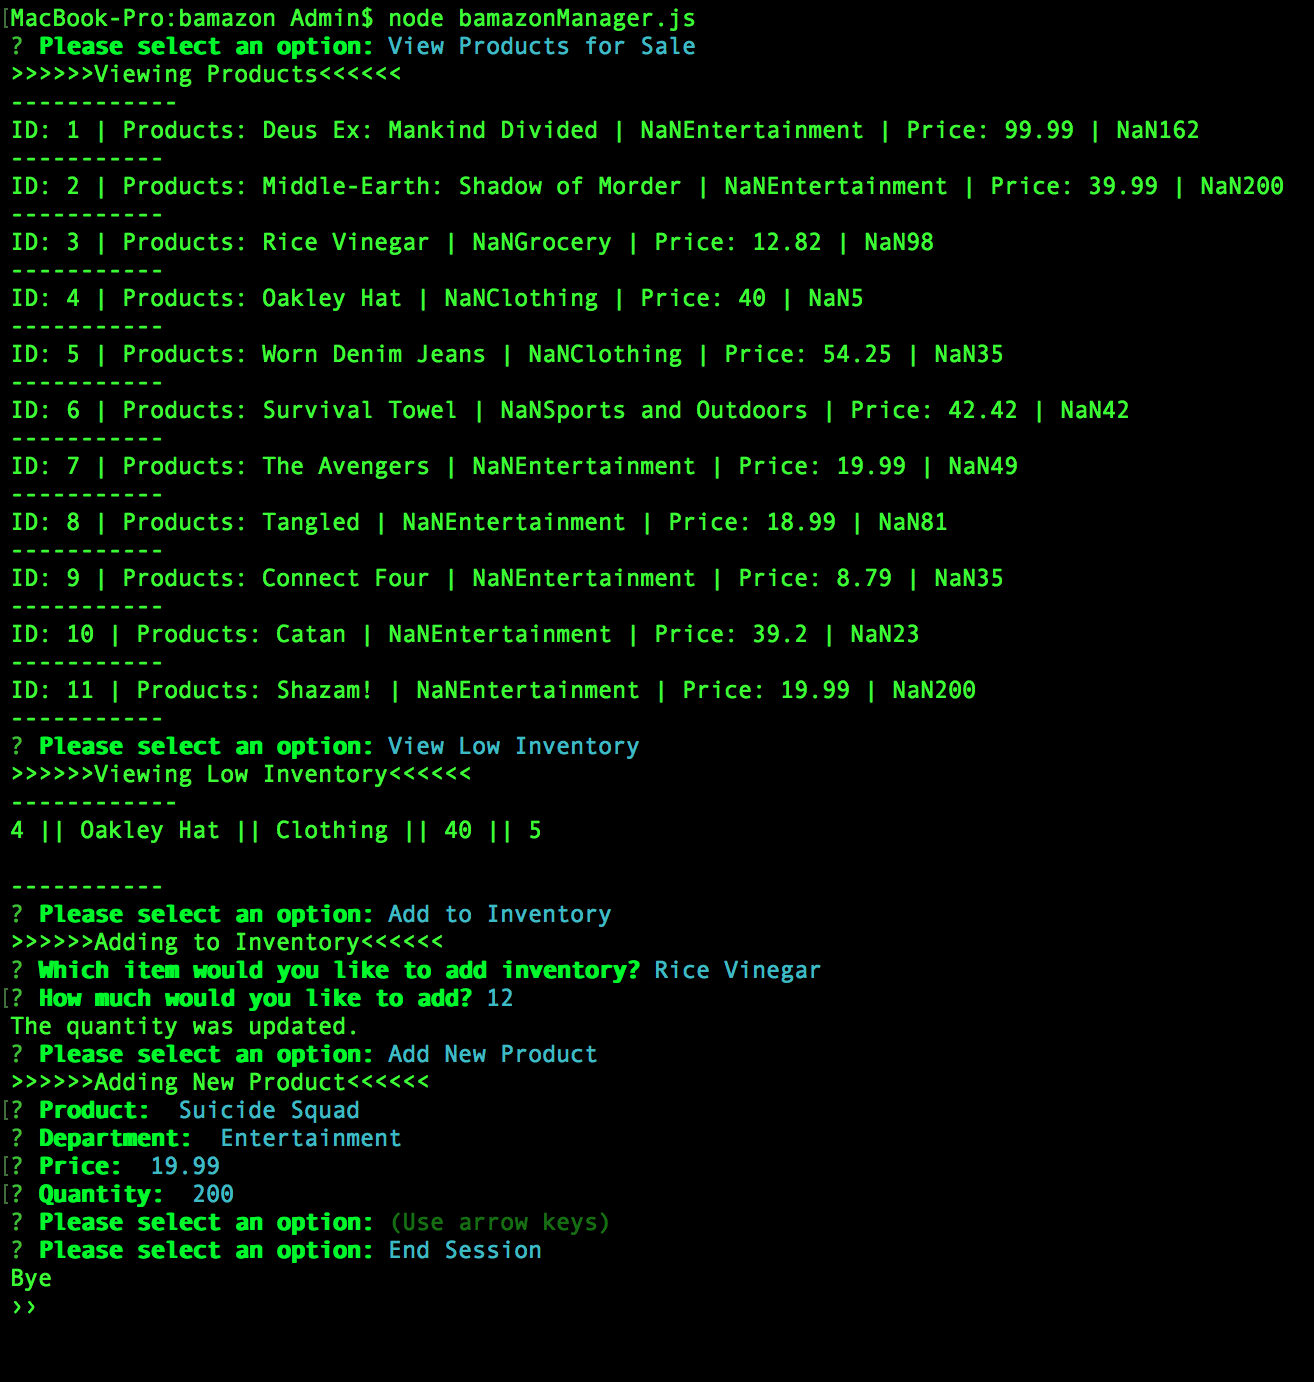 [MacBook-Pro:bamazon Admin$ node bamazonManager.js
? Please select an option: View Products for Sale
>>>>>>Viewing Products<<<<<<
------------
ID: 1 | Products: Deus Ex: Mankind Divided | NaNEntertainment | Price: 99.99 | NaN162
-----------
ID: 2 | Products: Middle-Earth: Shadow of Morder | NaNEntertainment | Price: 39.99 | NaN200
-----------
ID: 3 | Products: Rice Vinegar | NaNGrocery | Price: 12.82 | NaN98
-----------
ID: 4 | Products: Oakley Hat | NaNClothing | Price: 40 | NaN5
-----------
ID: 5 | Products: Worn Denim Jeans | NaNClothing | Price: 54.25 | NaN35
-----------
ID: 6 | Products: Survival Towel | NaNSports and Outdoors | Price: 42.42 | NaN42
-----------
ID: 7 | Products: The Avengers | NaNEntertainment | Price: 19.99 | NaN49
-----------
ID: 8 | Products: Tangled | NaNEntertainment | Price: 18.99 | NaN81
-----------
ID: 9 | Products: Connect Four | NaNEntertainment | Price: 8.79 | NaN35
-----------
ID: 10 | Products: Catan | NaNEntertainment | Price: 39.2 | NaN23
-----------
ID: 11 | Products: Shazam! | NaNEntertainment | Price: 19.99 | NaN200
-----------
? Please select an option: View Low Inventory
>>>>>>Viewing Low Inventory<<<<<<
------------
4 || Oakley Hat || Clothing || 40 || 5
-----------
? Please select an option: Add to Inventory
>>>>>>Adding to Inventory<<<<<<
? Which item would you like to add inventory? Rice Vinegar
[? How much would you like to add? 12
The quantity was updated.
? Please select an option: Add New Product
>>>>>>Adding New Product<<<<<<
[? Product:  Suicide Squad
? Department:  Entertainment
[? Price:  19.99
[? Quantity:  200
? Please select an option: (Use arrow keys)
? Please select an option: End Session
Bye
››